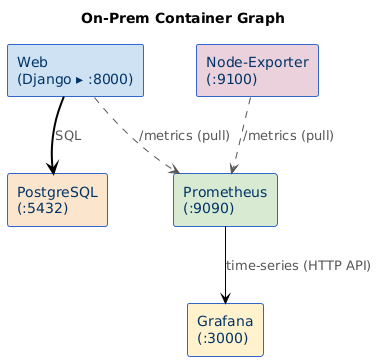 On-Prem Container Graph
Web
(Django ▸ :8000)
Node-Exporter
(:9100)
SQL
/metrics (pull)
/metrics (pull)
PostgreSQL
(:5432)
Prometheus
(:9090)
time-series (HTTP API)
Grafana
(:3000)